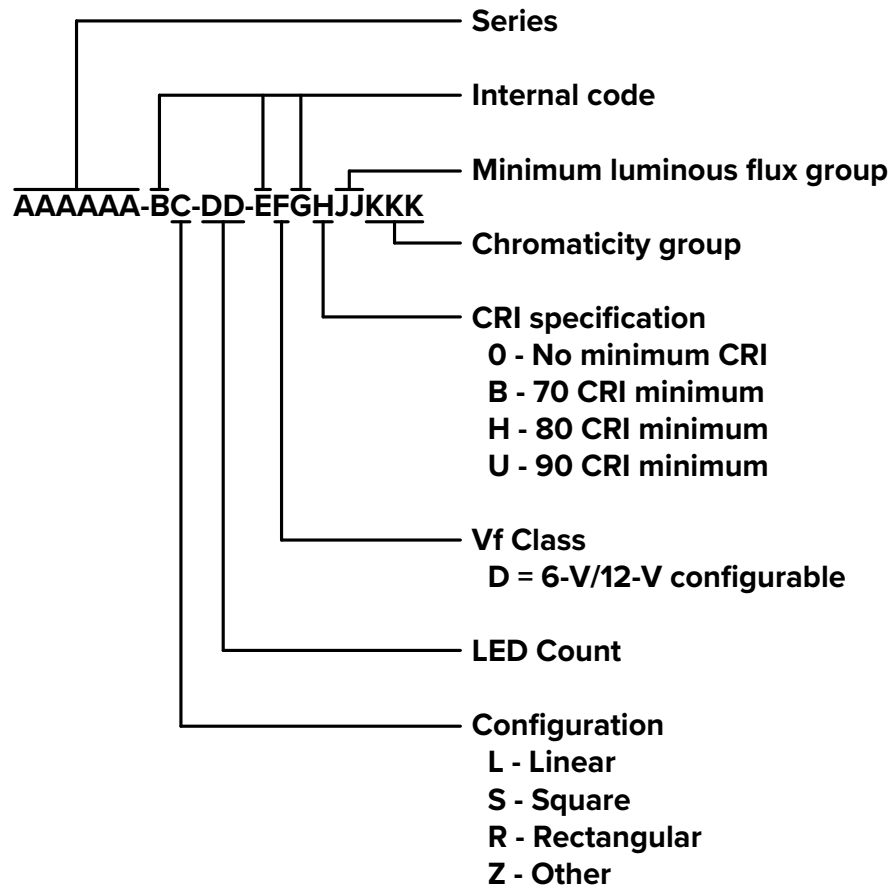 Series
Internal code
Minimum luminous flux group
AAAAAA-BC-DD-EFGHJJKKK
Chromaticity group
CRI specification
0 - No minimum CRI
B - 70 CRI minimum
H - 80 CRI minimum
U - 90 CRI minimum
Vf Class
D = 6-V/12-V configurable
LED Count
Configuration
L - Linear
S - Square
R - Rectangular
Z - Other